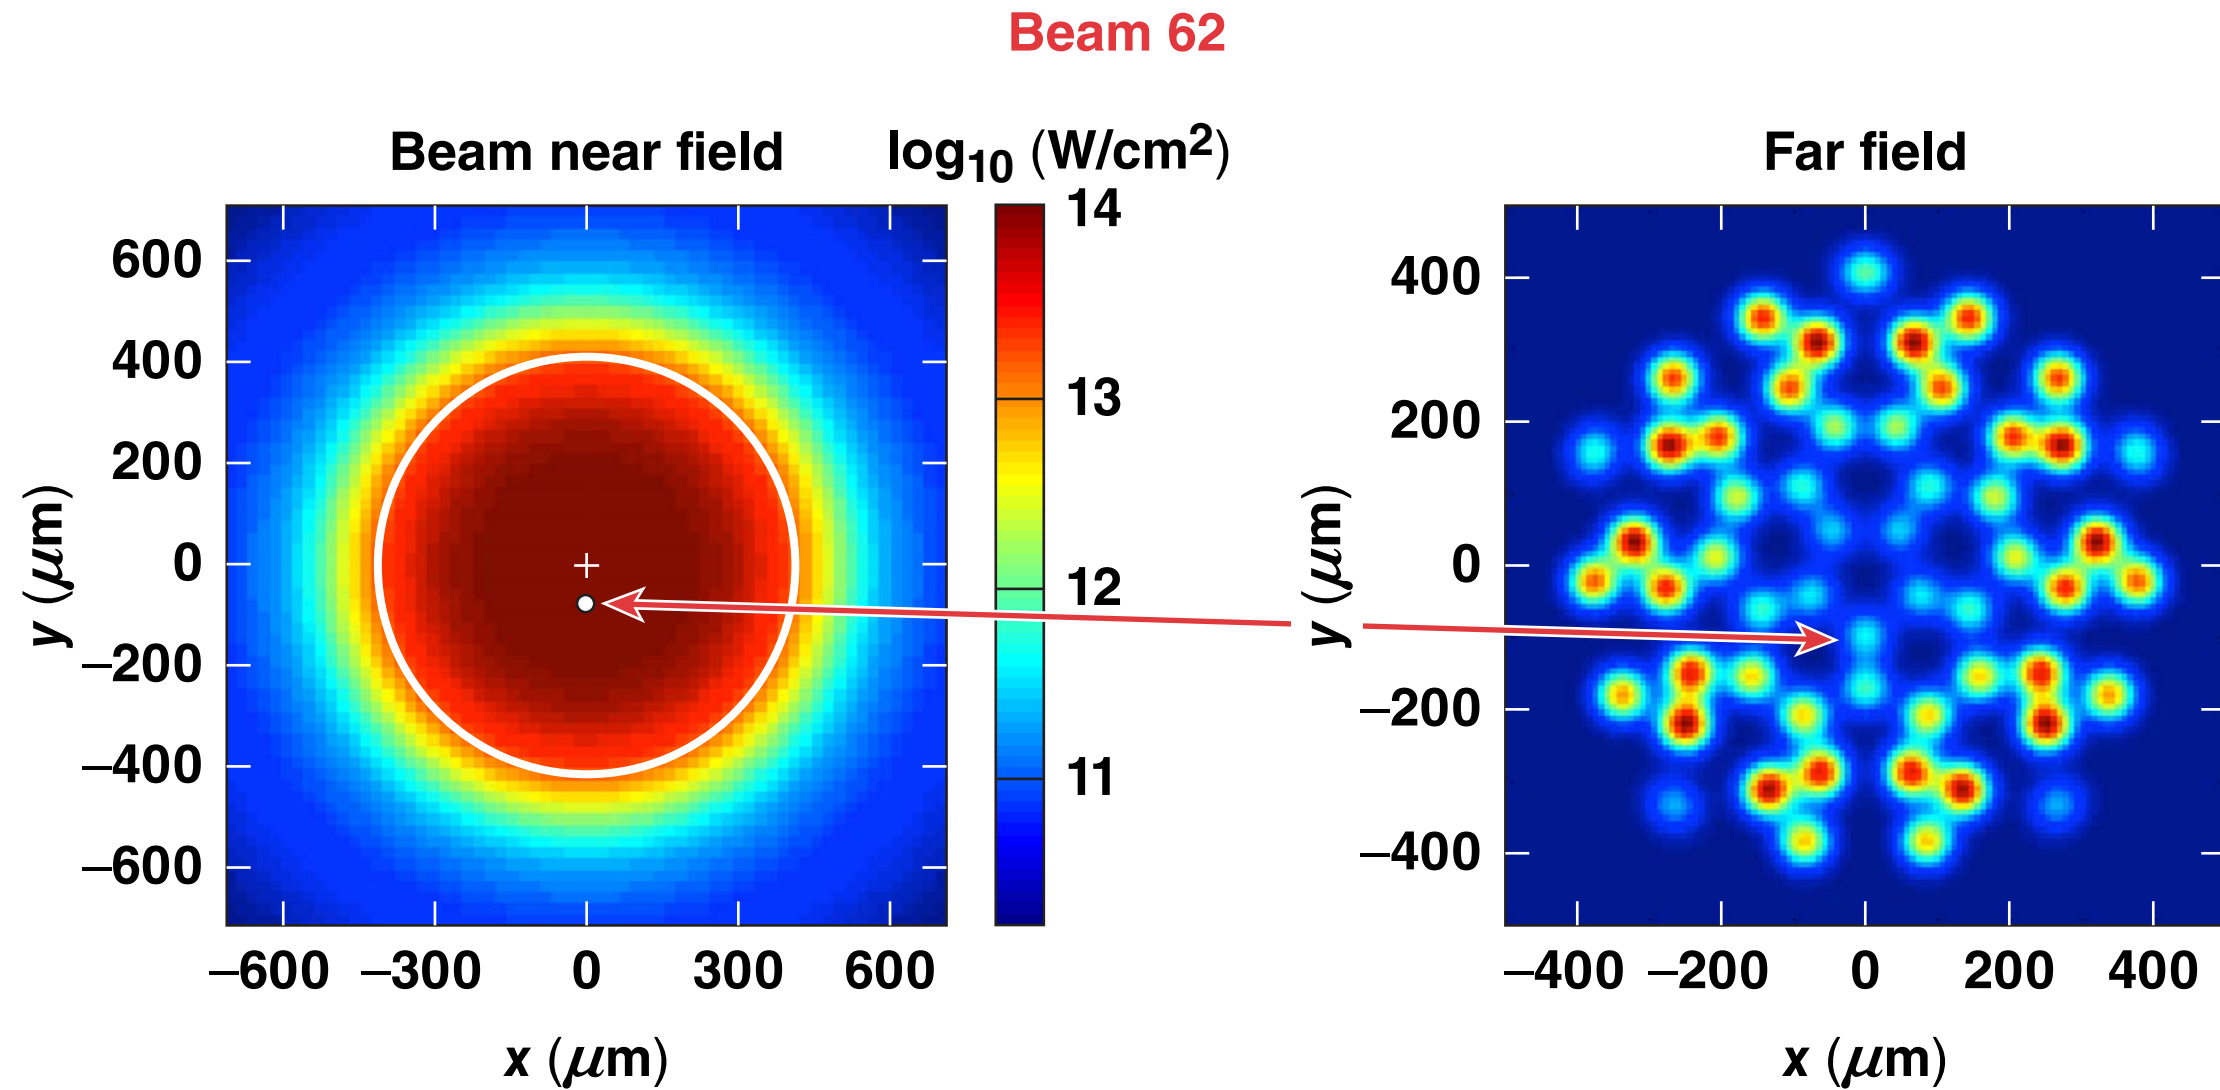 Beam 62
Beam near field
log10 (W/cm2)
Far field
14
13
12
11
600
400
200
0
–200
–400
–600
y (μm)
–600 –300 0 300 600
x (μm)
400
200
0
–200
–400
y (μm)
–400 –200 0 200 400
x (μm)